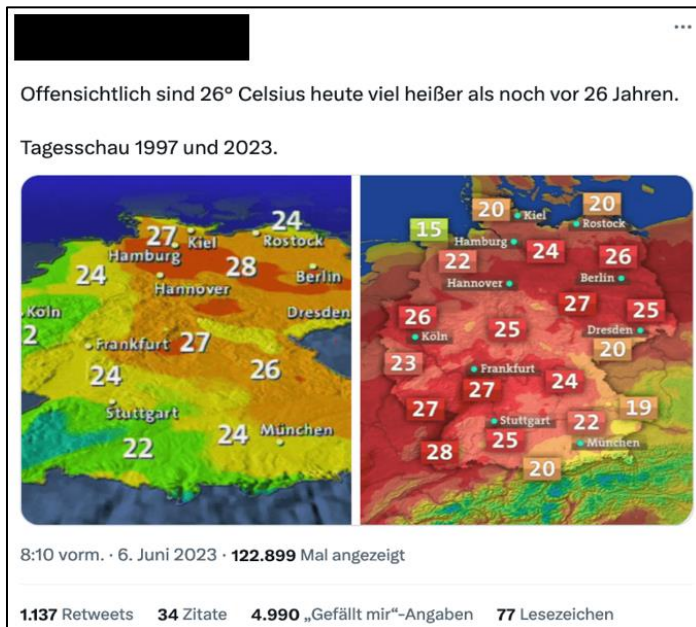 Offensichtlich sind 26° Celsius heute viel heißer als noch vor 26 Jahren.
Tagesschau 1997 und 2023.
24
27 Kiel
Hamburg
Rostock
24
28
Berlin
Hannover
Köln
2
Dresden
Frankfurt
27
24
26
Stuttgart
22
24
München
20
20
Kiel
Rostock
15
Hamburg
22
24
26
Hannover
Berlin
27
26
25
25
Köln
Dresden
20
23
Frankfurt
27
24
27
19
Stuttgart
22
25
München
28
20
8:10 vorm. · 6. Juni 2023 · 122.899 Mal angezeigt
1.137 Retweets 34 Zitate 4.990 „Gefällt mir“-Angaben 77 Lesezeichen